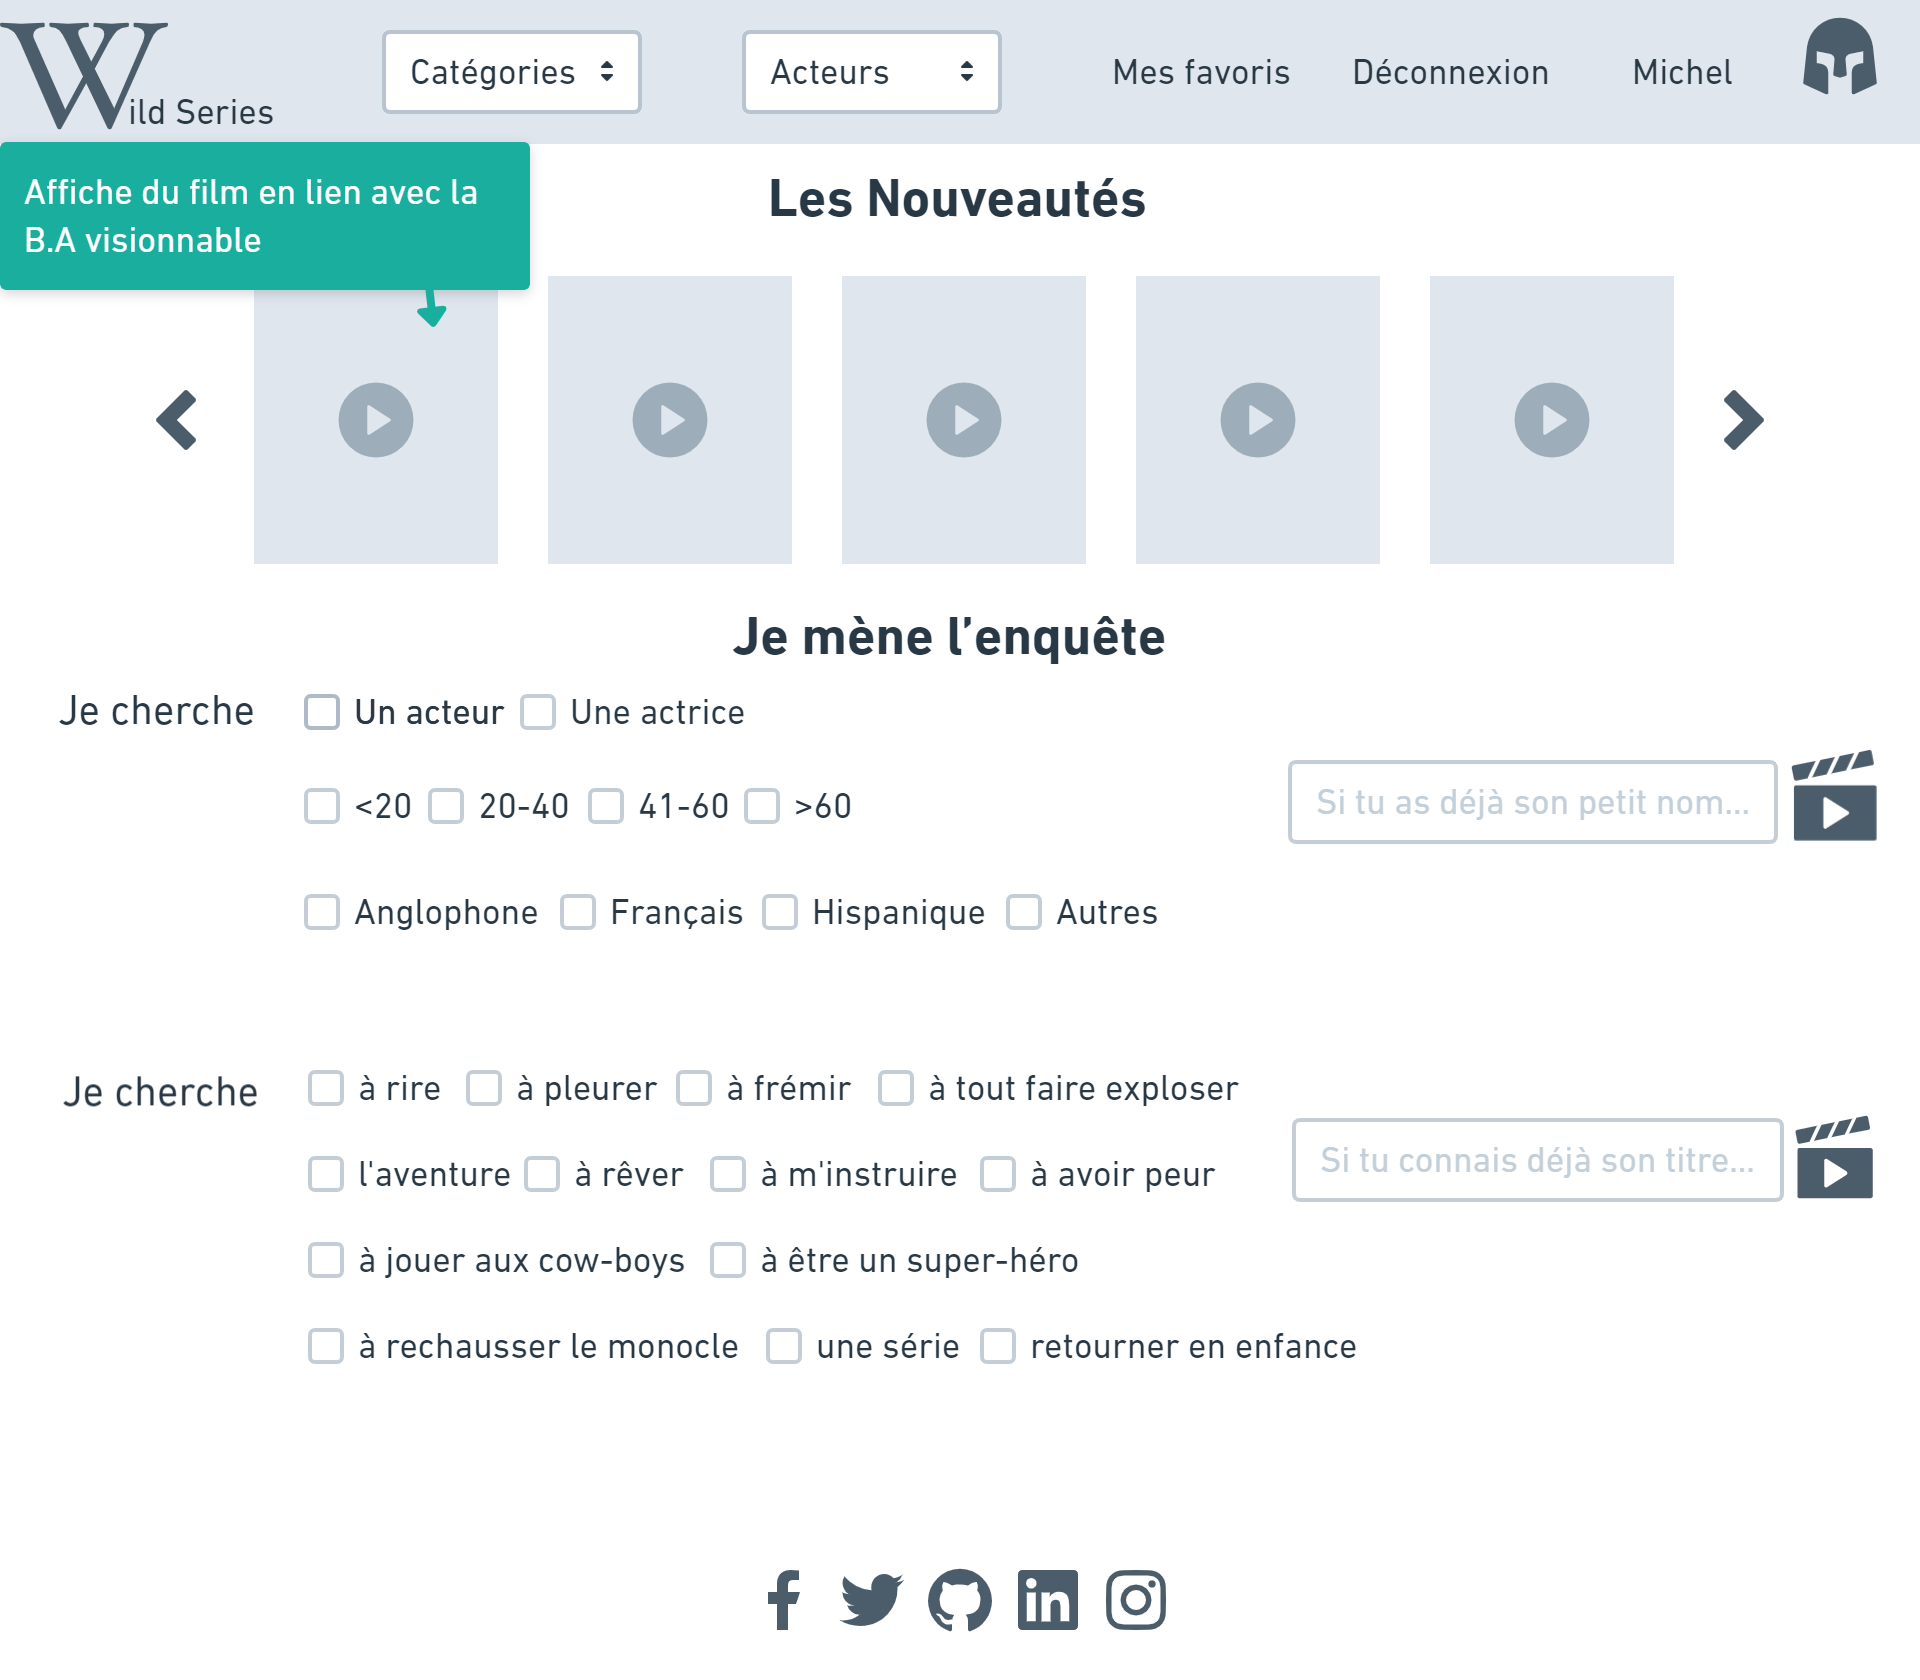 Wild Series
Catégories
Acteurs
Mes favoris
Déconnexion
Michel
Affiche du film en lien avec la
B.A visionnable
Les Nouveautés
Je mène l’enquête
Je cherche
Un acteur
Une actrice
<20
20-40
41-60
>60
Si tu as déjà son petit nom...
Anglophone
Français
Hispanique
Autres
Je cherche
à rire
à pleurer
à frémir
à tout faire exploser
l'aventure
à rêver
à m'instruire
à avoir peur
Si tu connais déjà son titre...
à jouer aux cow-boys
à être un super-héro
à rechausser le monocle
une série
retourner en enfance